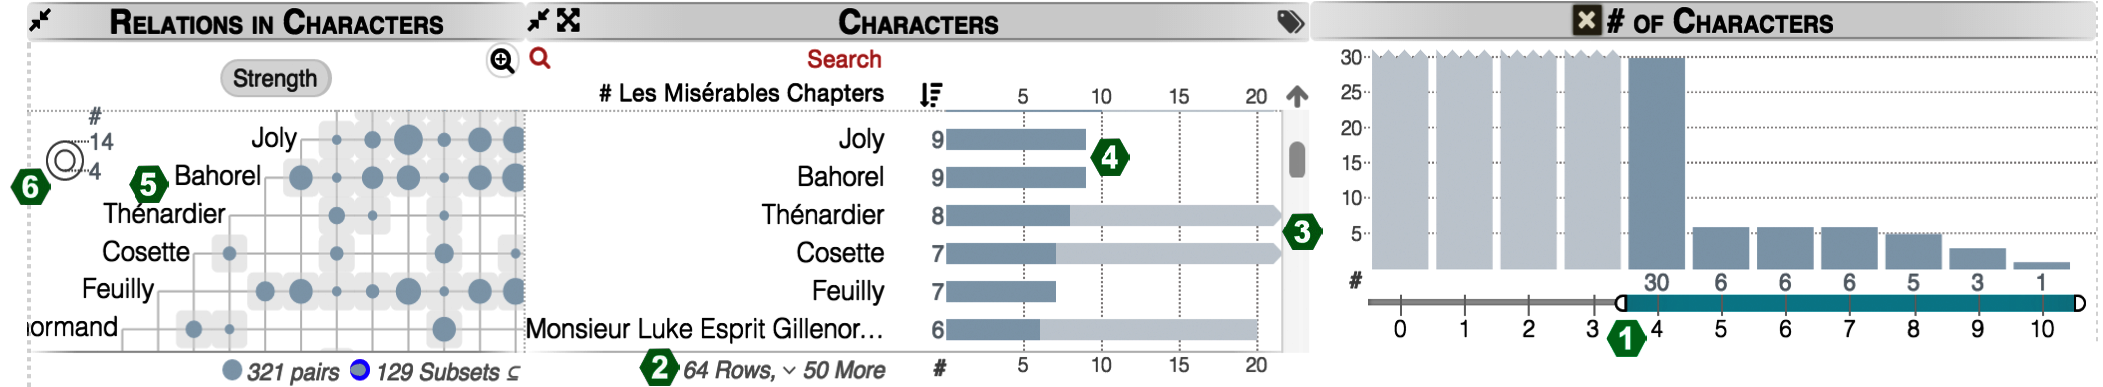 Relations in Characters
Strength
#
14
4
6
5
Joly
Bahorel
Thénardier
Cosette
Feuilly
normand
321 pairs 129 Subsets ⊆
Characters
Search
# Les Misérables Chapters
5 10 15 20
Joly 9
Bahorel 9
Thénardier 8
Cosette 7
Feuilly 7
Monsieur Luke Esprit Gillenor... 6
4
3
2
64 Rows, ⌄ 50 More
# 5 10 15 20
# of Characters
30
25
20
15
10
5
# 30 6 6 6 5 3 1
0 1 2 3 4 5 6 7 8 9 10
1